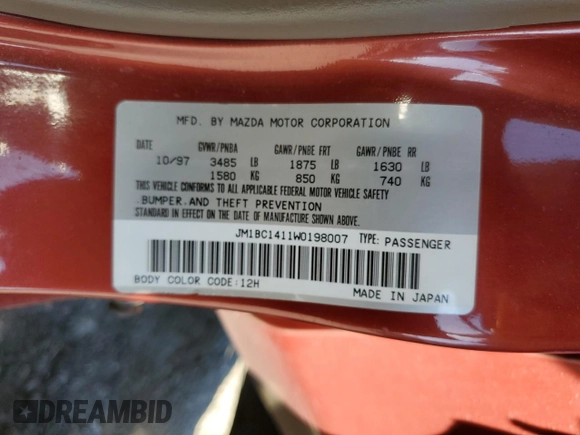 MFD. BY MAZDA MOTOR CORPORATION
DATE GVWR/PNBA GAWR/PNBE FRT GAWR/PNBE RR
10/97 3485 LB 1875 LB 1630 LB
1580 KG 850 KG 740 KG
THIS VEHICLE CONFORMS TO ALL APPLICABLE FEDERAL MOTOR VEHICLE SAFETY
BUMPER AND THEFT PREVENTION
STANDARD IN EFFECT ON THE DATE OF MANUFACTURE SHOWN ABOVE.
JM1BC1411W0198007 TYPE: PASSENGER
BODY COLOR CODE:12H
MADE IN JAPAN
DREAMBID